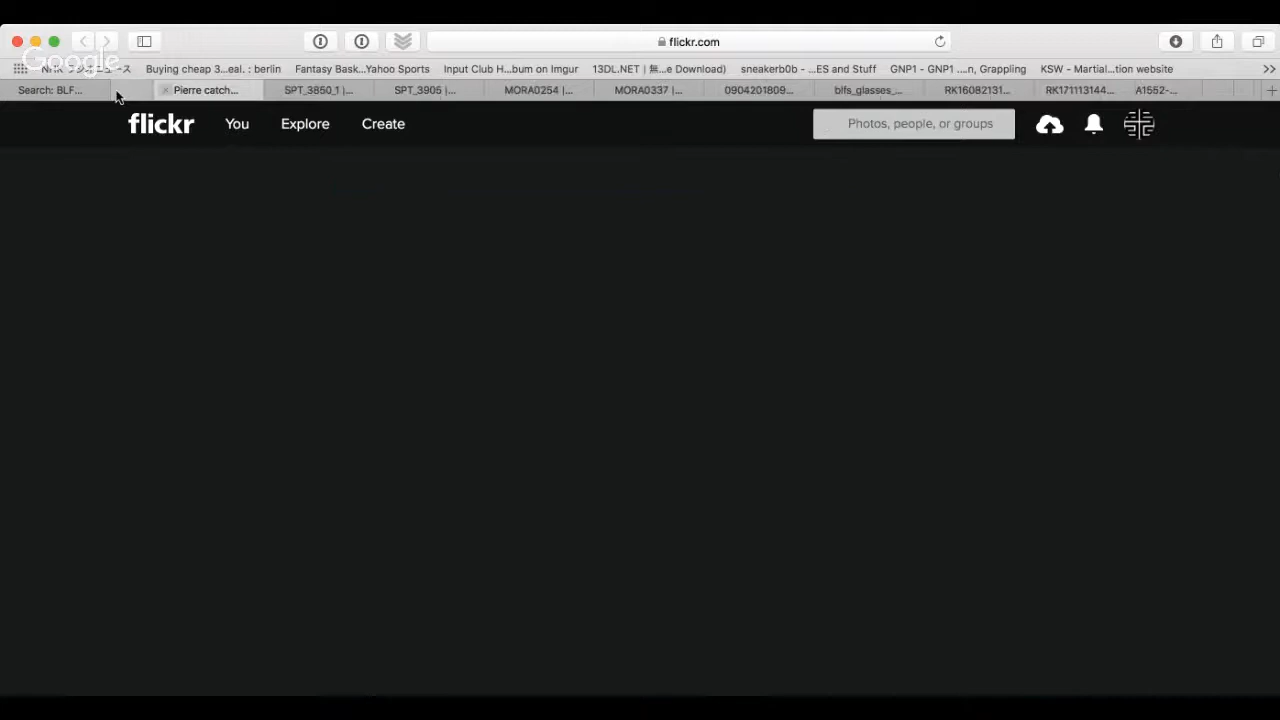 flickr.com
Google
Buying cheap 3...eal. : berlin
Fantasy Bask...Yahoo Sports
Input Club H...bum on Imgur
13DL.NET | 無...e Download)
sneakerb0b - ...ES and Stuff
GNP1 - GNP1 ....n, Grappling
KSW - Martial...tion website
Search: BLF...
Pierre catch...
SPT_3850_1 |...
SPT_3905 |...
MORA0254 |...
MORA0337 |...
0904201809...
blfs_glasses_...
RK16082131...
RK171113144...
A1552-...
flickr
You
Explore
Create
Photos, people, or groups